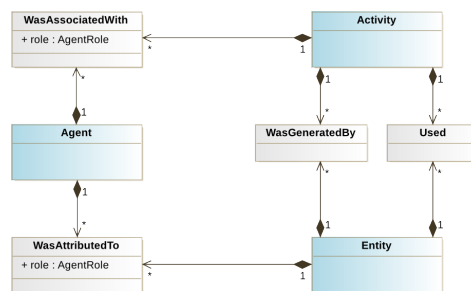 WasAssociatedWith
+ role : AgentRole
Activity
*
1
*
1
1
1
*
*
Agent
WasGeneratedBy
Used
1
*
*
*
1
1
WasAttributedTo
+ role : AgentRole
Entity
*
1